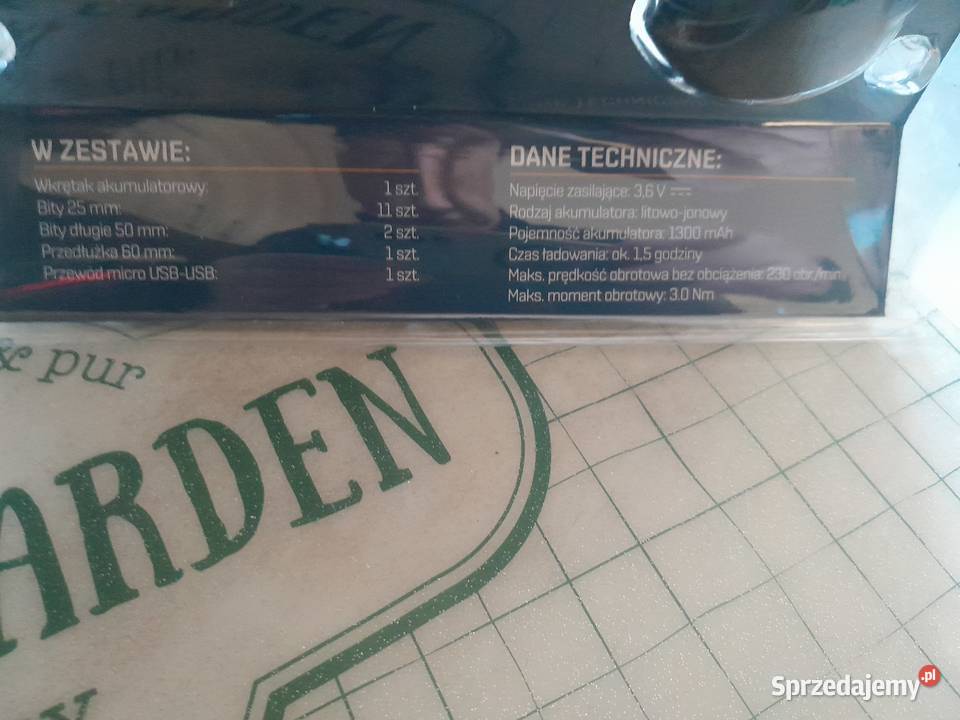 W ZESTAWIE:
Wkrętak akumulatorowy: 1 szt.
Bity 25 mm: 11 szt.
Bity długie 50 mm: 2 szt.
Przedłużka 60 mm: 1 szt.
Przewód micro USB-USB: 1 szt.
DANE TECHNICZNE:
Napięcie zasilające: 3,6 V
Rodzaj akumulatora: litowo-jonowy
Pojemność akumulatora: 1300 mAh
Czas ładowania: ok. 1,5 godziny
Maks. prędkość obrotowa bez obciążenia: 230 obr./min
Maks. moment obrotowy: 3.0 Nm
& pur
ARDEN
Sprzedajemy.pl